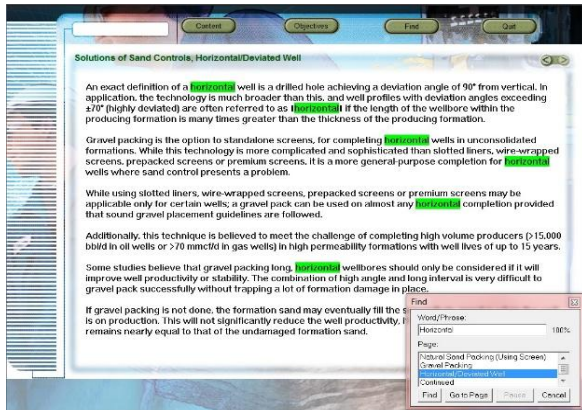 Content Objectives Find Quit
Solutions of Sand Controls, Horizontal/Deviated Well
An exact definition of a horizontal well is a drilled hole achieving a deviation angle of 90° from vertical. In
application, the technology is much broader than this, and well profiles with deviation angles exceeding
±70° (highly deviated) are often referred to as horizontal if the length of the wellbore within the
producing formation is many times greater than the thickness of the producing formation.
Gravel packing is the option to standalone screens, for completing horizontal wells in unconsolidated
formations. While this technology is more complicated and sophisticated than slotted liners, wire-wrapped
screens, prepacked screens or premium screens, it is a more general-purpose completion for horizontal
wells where sand control presents a problem.
While using slotted liners, wire-wrapped screens, prepacked screens or premium screens may be
applicable only for certain wells; a gravel pack can be used on almost any horizontal completion provided
that sound gravel placement guidelines are followed.
Additionally, this technique is believed to meet the challenge of completing high volume producers (>15,000
bbl/d in oil wells or >70 mmcf/d in gas wells) in high permeability formations with well lives of up to 15 years.
Some studies believe that gravel packing long, horizontal wellbores should only be considered if it will
improve well productivity or stability. The combination of high angle and long interval is very difficult to
gravel pack successfully without trapping a lot of formation damage in place.
If gravel packing is not done, the formation sand may eventually fill the s
is on production. This will not significantly reduce the well productivity, i
remains nearly equal to that of the undamaged formation sand.
Find
Word/Phrase:
Horizontal 100%
Page:
Natural Sand Packing (Using Screen)
Gravel Packing
Horizontal/Deviated Well
Continued
Find Go to Page Pause Cancel